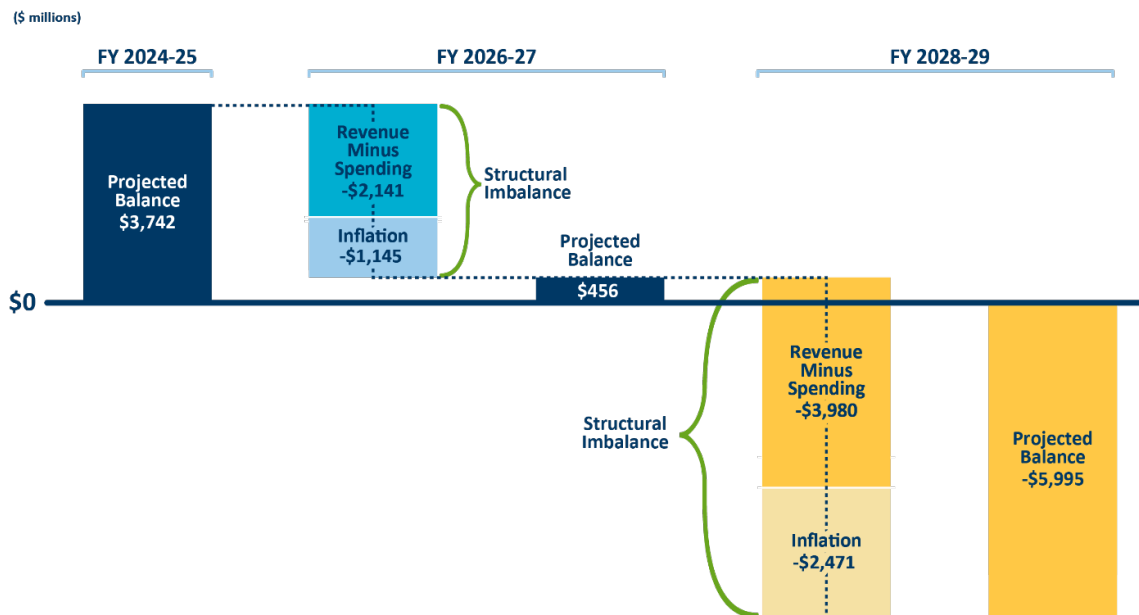 ($ millions)
FY 2024-25
FY 2026-27
FY 2028-29
Projected
Balance
$3,742
Revenue
Minus
Spending
-$2,141
Inflation
-$1,145
Structural
Imbalance
Projected
Balance
$456
$0
Structural
Imbalance
Revenue
Minus
Spending
-$3,980
Inflation
-$2,471
Projected
Balance
-$5,995